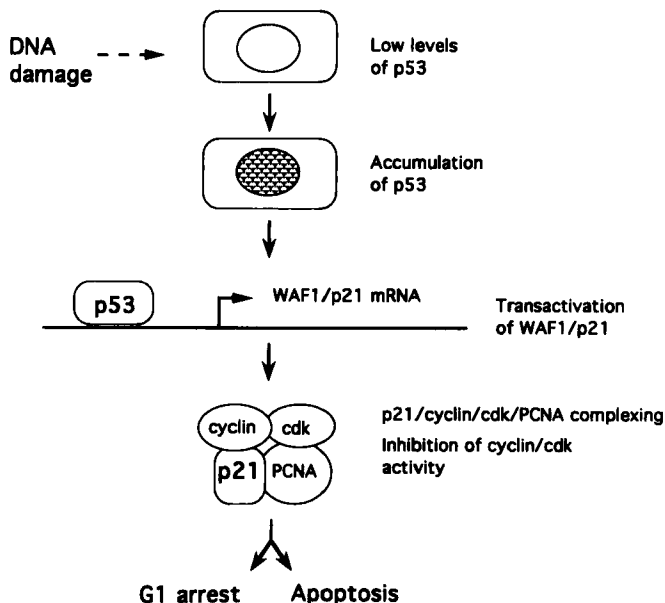 DNA
damage
Low levels
of p53
Accumulation
of p53
p53
WAF1/p21 mRNA
Transactivation
of WAF1/p21
cyclin
cdk
p21
PCNA
p21/cyclin/cdk/PCNA complexing
Inhibition of cyclin/cdk
activity
G1 arrest
Apoptosis